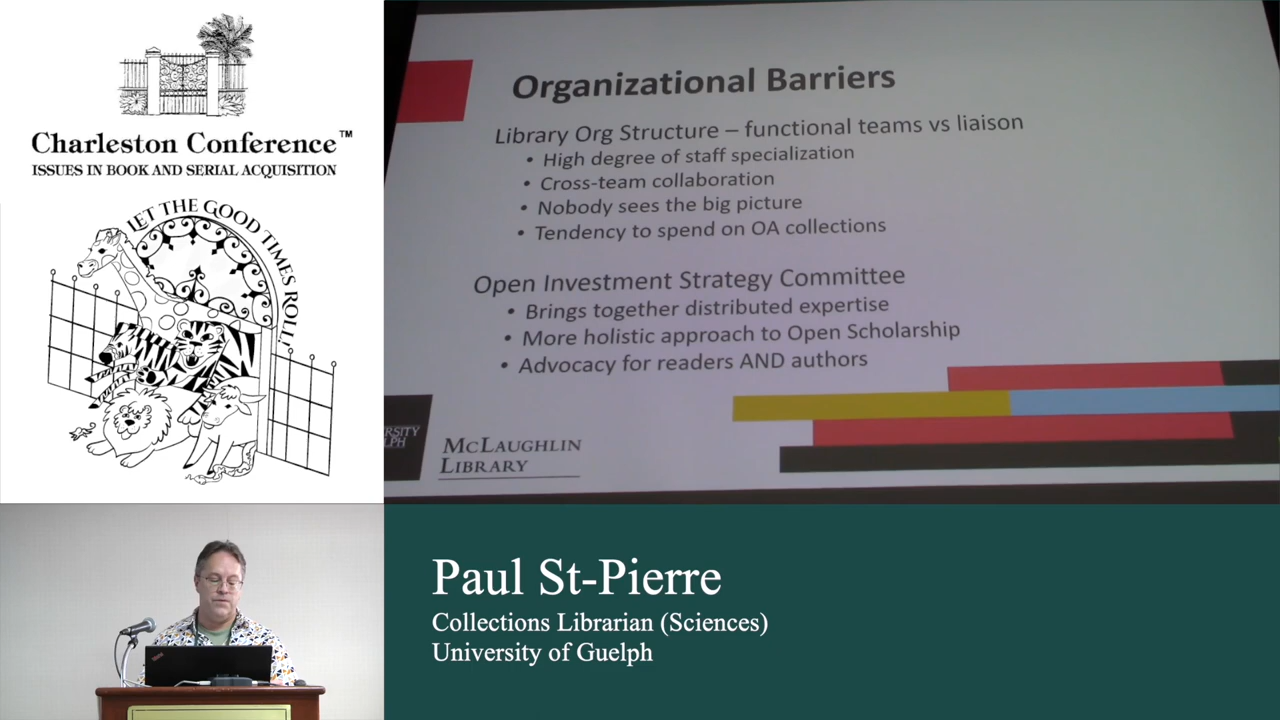 Charleston Conference™
ISSUES IN BOOK AND SERIAL ACQUISITION
LET THE GOOD TIMES ROLL!
Organizational Barriers
Library Org Structure – functional teams vs liaison
• High degree of staff specialization
• Cross-team collaboration
• Nobody sees the big picture
• Tendency to spend on OA collections
Open Investment Strategy Committee
• Brings together distributed expertise
• More holistic approach to Open Scholarship
• Advocacy for readers AND authors
MCLAUGHLIN
LIBRARY
Paul St-Pierre
Collections Librarian (Sciences)
University of Guelph